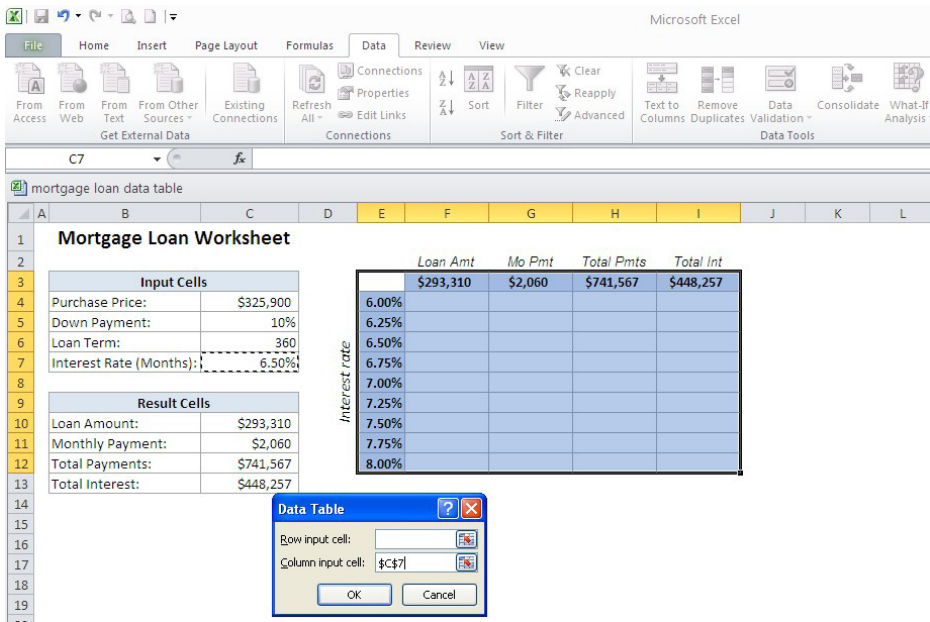 Microsoft Excel
File Home Insert Page Layout Formulas Data Review View
From Access
From Web
From Text
From Other Sources
Existing Connections
Refresh All
Connections
Properties
Edit Links
Sort
Filter
Clear
Reapply
Advanced
Text to Columns
Remove Duplicates
Data Validation
Consolidate
What-If Analysis
Get External Data Connections Sort & Filter Data Tools
C7 fx
mortgage loan data table
A B C D E F G H I J K L
1 Mortgage Loan Worksheet
2 Loan Amt Mo Pmt Total Pmts Total Int
3 Input Cells $293,310 $2,060 $741,567 $448,257
4 Purchase Price: $325,900 6.00%
5 Down Payment: 10% 6.25%
6 Loan Term: 360 6.50%
7 Interest Rate (Months): 6.50% 6.75%
8 7.00%
9 Result Cells 7.25%
10 Loan Amount: $293,310 7.50%
11 Monthly Payment: $2,060 7.75%
12 Total Payments: $741,567 8.00%
13 Total Interest: $448,257
Interest rate
14
15
16
17
18
19
Data Table
Row input cell:
Column input cell: $C$7
OK Cancel